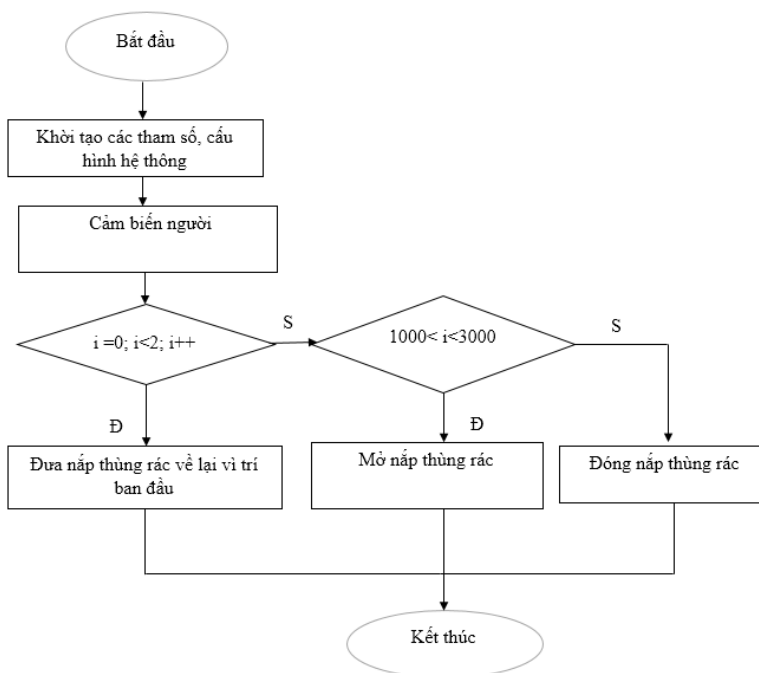 Bắt đầu
Khời tạo các tham số, cấu
hình hệ thông
Cảm biến người
i =0; i<2; i++
S
1000< i<3000
S
Đ
Đ
Đưa nắp thùng rác về lại vì trí
ban đầu
Mở nắp thùng rác
Đóng nắp thùng rác
Kết thúc